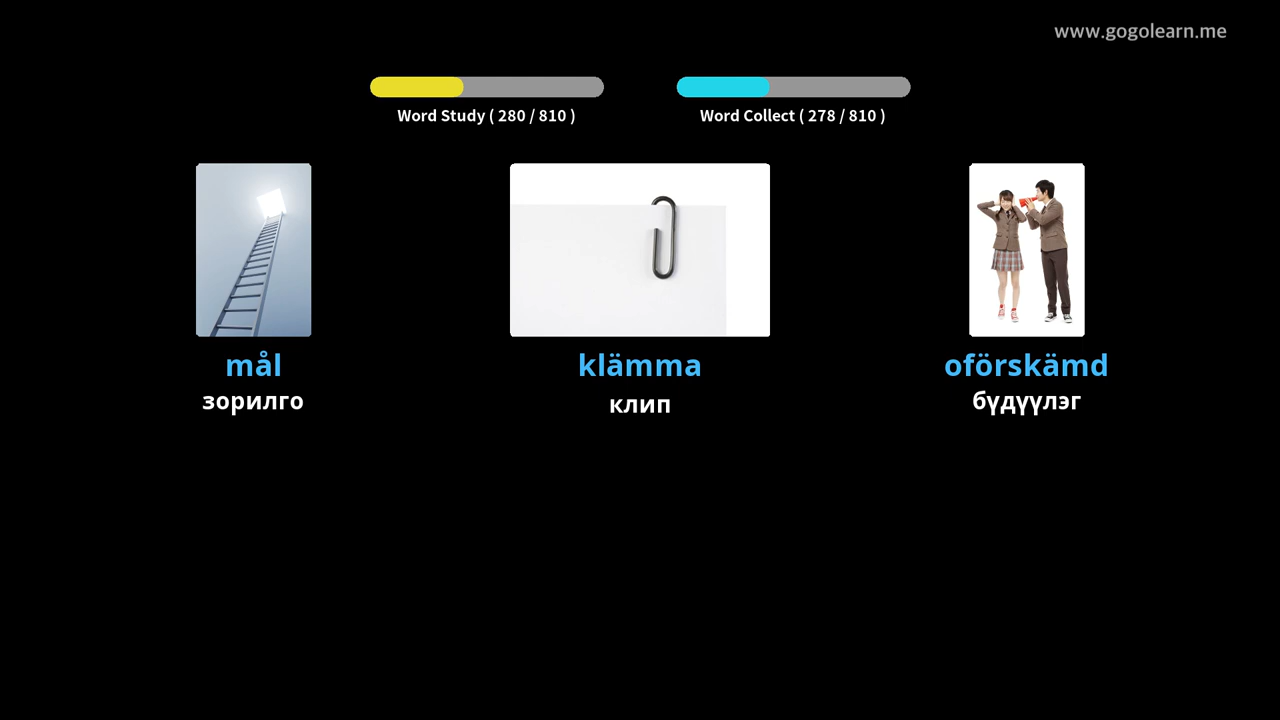 www.gogolearn.me
Word Study ( 280 / 810 )
Word Collect ( 278 / 810 )
mål
klämma
oförskämd
зорилго
клип
бүдүүлэг